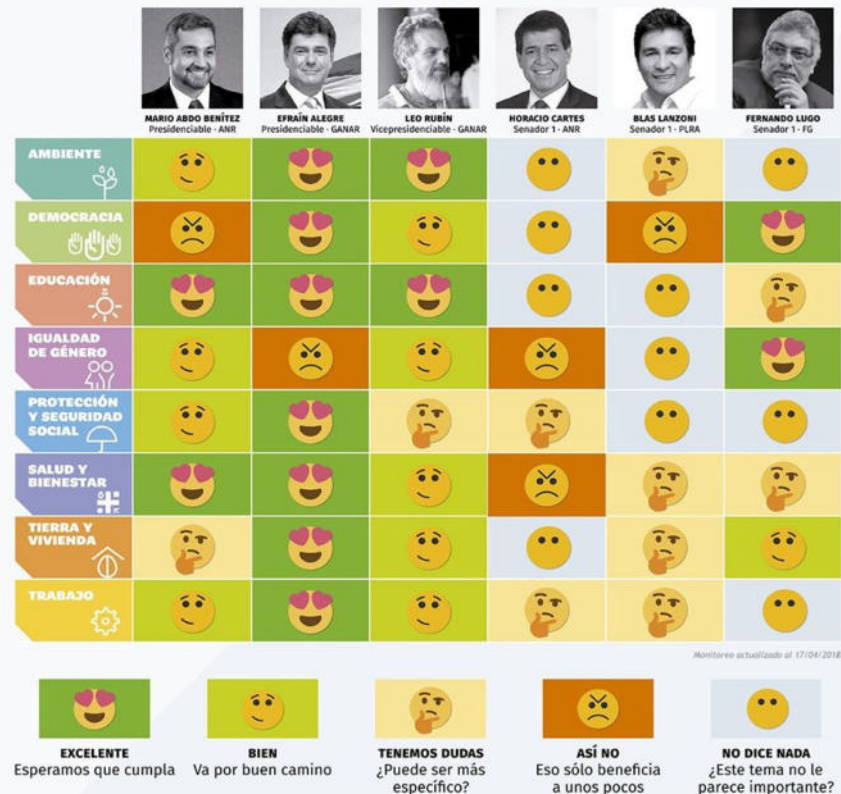 MARIO ABDO BENÍTEZ
Presidenciable - ANR
EFRAÍN ALEGRE
Presidenciable - GANAR
LEO RUBÍN
Vicepresidenciable - GANAR
HORACIO CARTES
Senador 1 - ANR
BLAS LANZONI
Senador 1 - PLRA
FERNANDO LUGO
Senador 1 - FG
AMBIENTE
DEMOCRACIA
EDUCACIÓN
IGUALDAD
DE GÉNERO
PROTECCIÓN
Y SEGURIDAD
SOCIAL
SALUD Y
BIENESTAR
TIERRA Y
VIVIENDA
TRABAJO
Monitoreo actualizado al 17/04/2018
EXCELENTE
Esperamos que cumpla
BIEN
Va por buen camino
TENEMOS DUDAS
¿Puede ser más
específico?
ASÍ NO
Eso sólo beneficia
a unos pocos
NO DICE NADA
¿Este tema no le
parece importante?